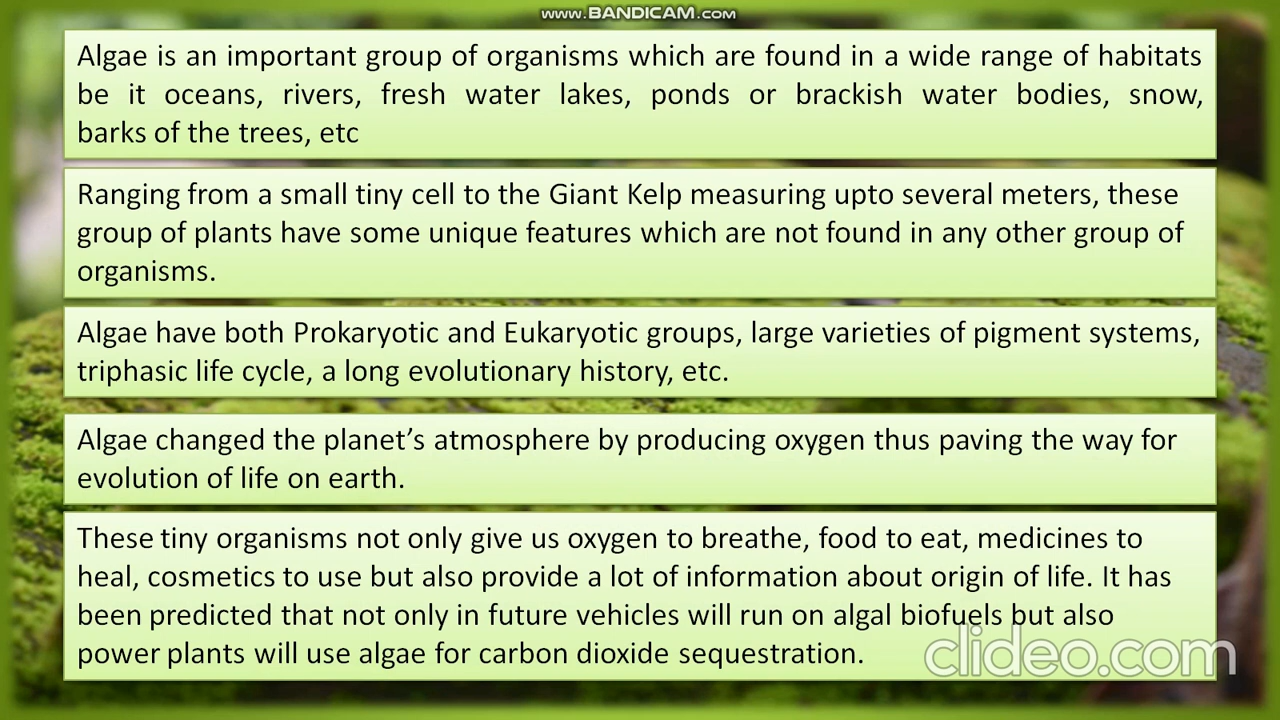 www.BANDICAM.com
Algae is an important group of organisms which are found in a wide range of habitats
be it oceans, rivers, fresh water lakes, ponds or brackish water bodies, snow,
barks of the trees, etc
Ranging from a small tiny cell to the Giant Kelp measuring upto several meters, these
group of plants have some unique features which are not found in any other group of
organisms.
Algae have both Prokaryotic and Eukaryotic groups, large varieties of pigment systems,
triphasic life cycle, a long evolutionary history, etc.
Algae changed the planet’s atmosphere by producing oxygen thus paving the way for
evolution of life on earth.
These tiny organisms not only give us oxygen to breathe, food to eat, medicines to
heal, cosmetics to use but also provide a lot of information about origin of life. It has
been predicted that not only in future vehicles will run on algal biofuels but also
power plants will use algae for carbon dioxide sequestration.
clideo.com